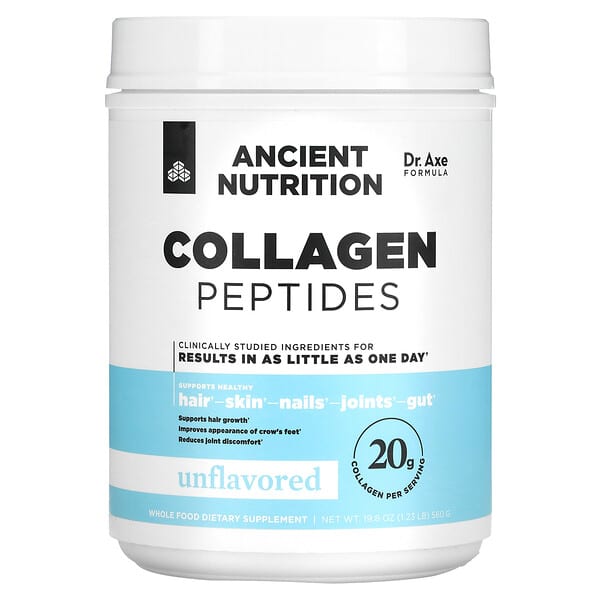 ANCIENT
NUTRITION
Dr. Axe
FORMULA
COLLAGEN
PEPTIDES
CLINICALLY STUDIED INGREDIENTS FOR
RESULTS IN AS LITTLE AS ONE DAY†
SUPPORTS HEALTHY
hair†–skin†–nails†–joints†–gut†
Supports hair growth†
Improves appearance of crow's feet†
Reduces joint discomfort†
20g
COLLAGEN PER SERVING
unflavored
WHOLE FOOD DIETARY SUPPLEMENT | NET WT. 19.8 OZ (1.23 LB) 560 G